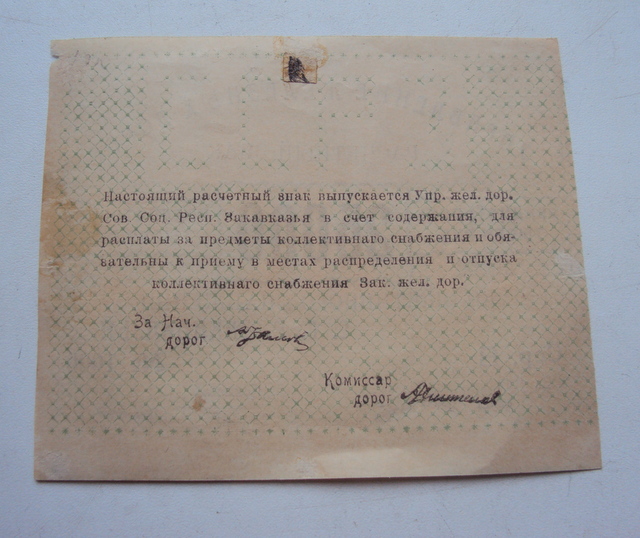 Настоящий расчетный знак выпускается Упр. жел. дор.
Сов Соц. Респ. Закавказья в счет содержания, для
расплаты за предметы коллективнаго снабжения и обя-
зательны к приему в местах распределения и отпуска
коллективнаго снабжения Зак. жел. дор.
За Нач.
дорог
Комиссар
дорог